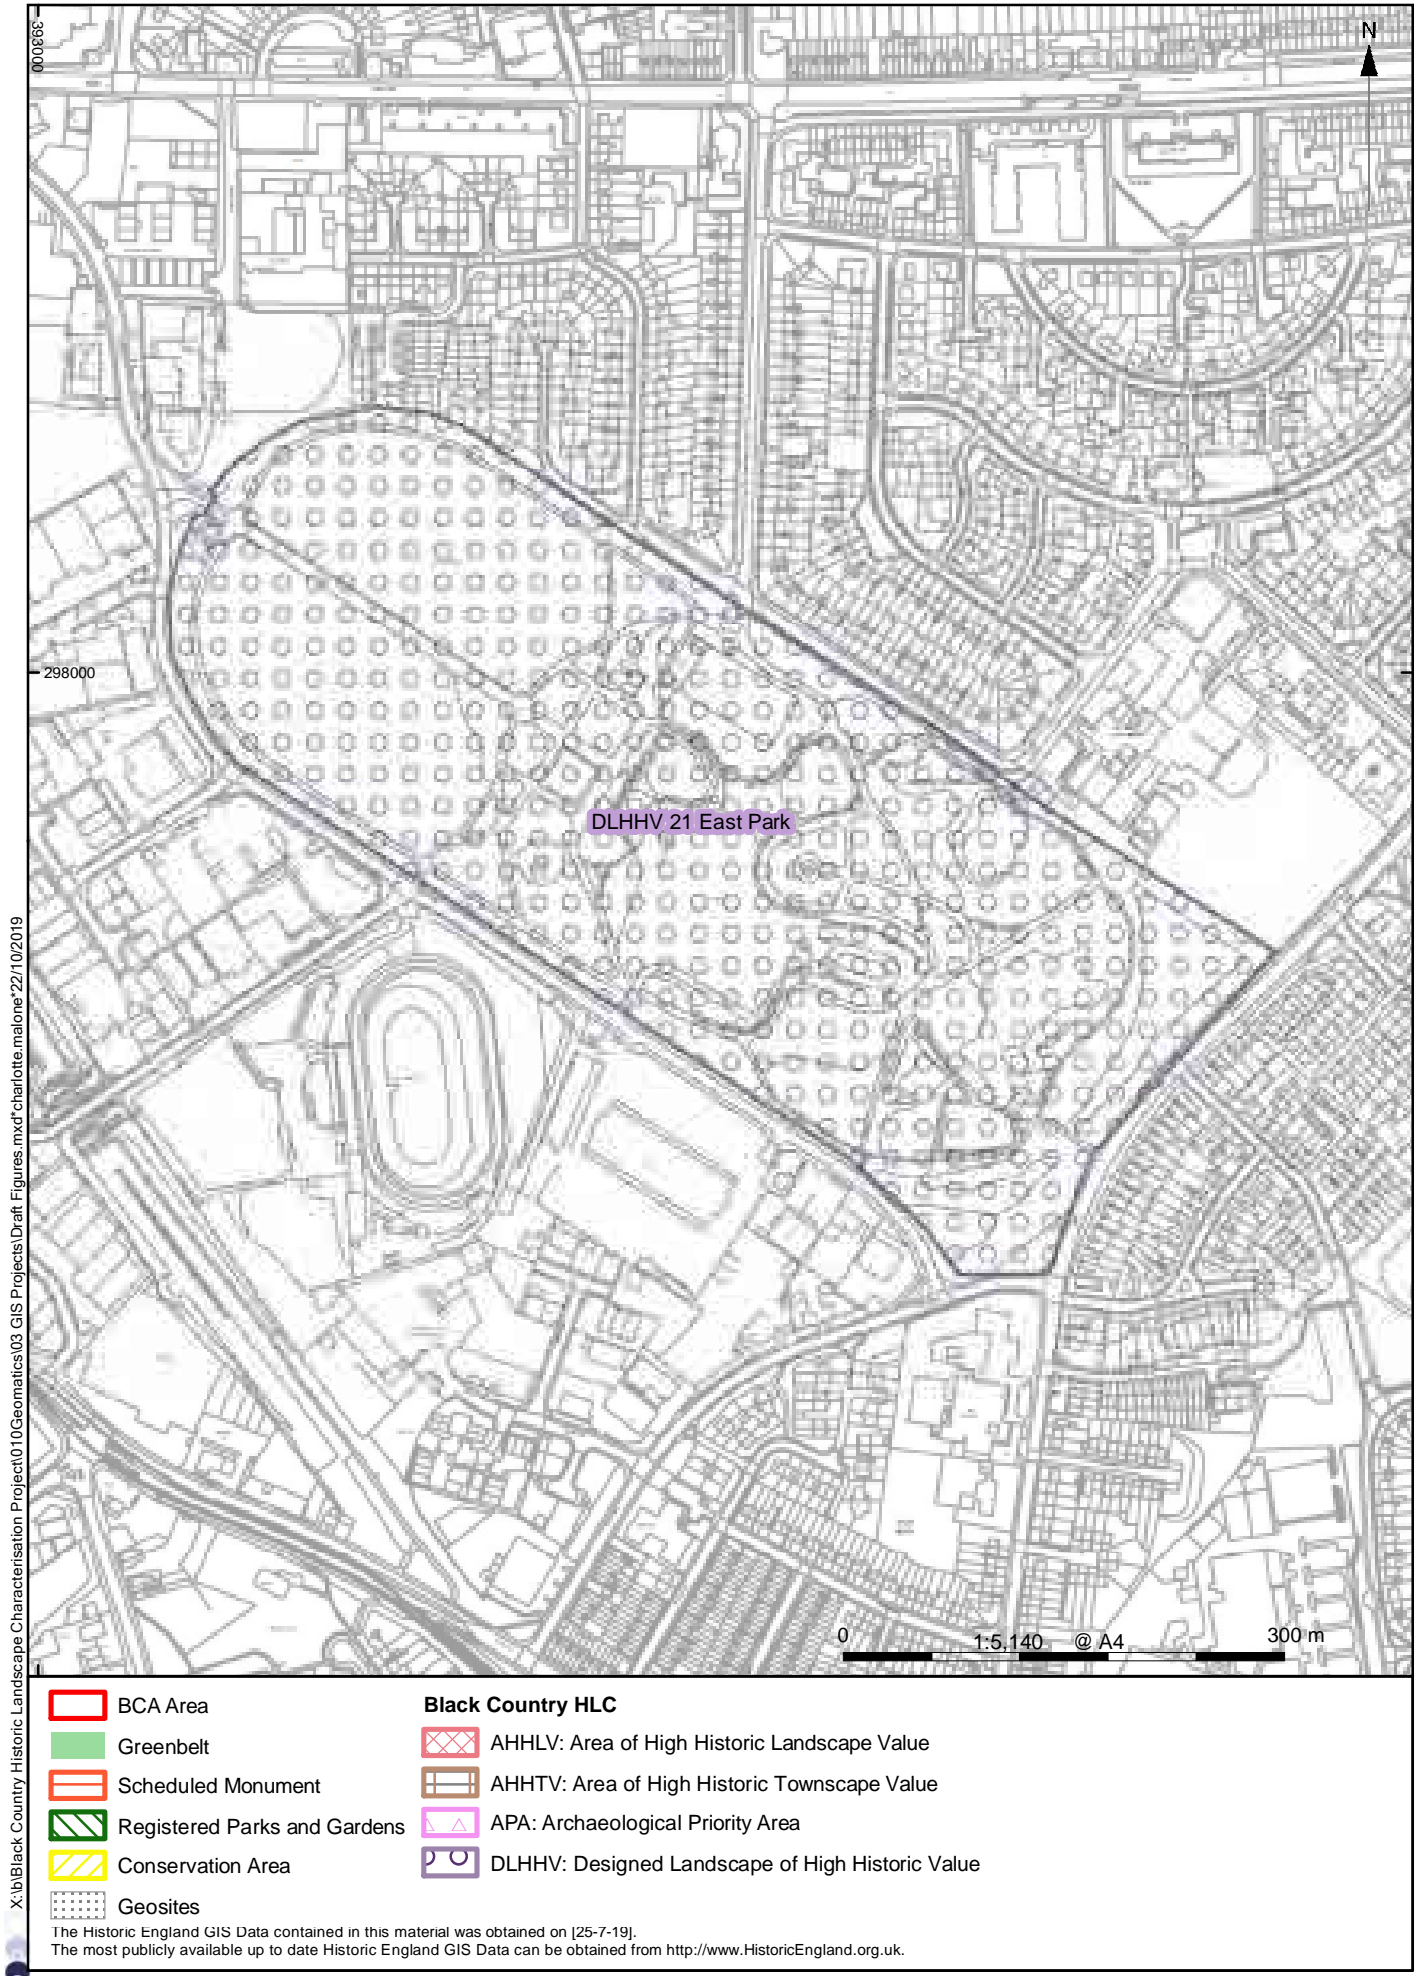 393000
N
298000
DLHHV 21 East Park
X:\b\Black Country Historic Landscape Characterisation Project\010Geomatics\03 GIS Projects\Draft Figures.mxd*charlotte.malone*22/10/2019
0 1:5,140 @ A4 300 m
BCA Area
Greenbelt
Scheduled Monument
Registered Parks and Gardens
Conservation Area
Geosites
Black Country HLC
AHHLV: Area of High Historic Landscape Value
AHHTV: Area of High Historic Townscape Value
APA: Archaeological Priority Area
DLHHV: Designed Landscape of High Historic Value
The Historic England GIS Data contained in this material was obtained on [25-7-19].
The most publicly available up to date Historic England GIS Data can be obtained from http://www.HistoricEngland.org.uk.